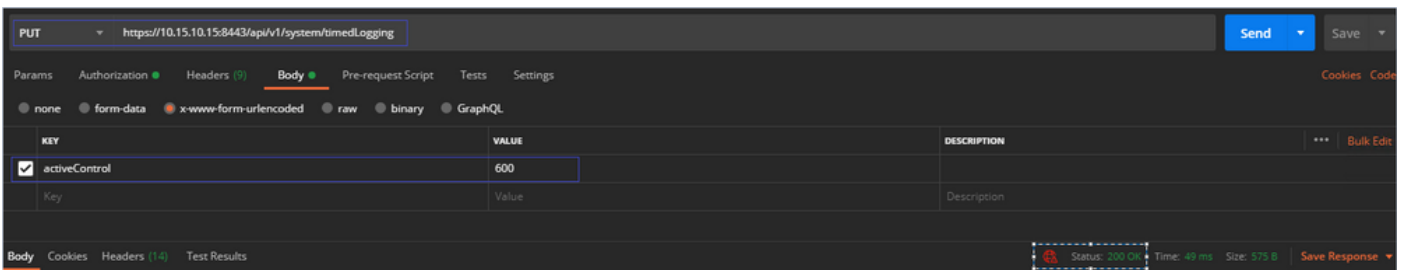 PUT https://10.15.10.15:8443/api/v1/system/timedLogging Send Save
Params Authorization Headers (9) Body Pre-request Script Tests Settings Cookies Code
none form-data x-www-form-urlencoded raw binary GraphQL
KEY VALUE DESCRIPTION ••• Bulk Edit
activeControl 600
Key Value Description
Body Cookies Headers (14) Test Results Status: 200 OK Time: 49 ms Size: 575 B Save Response